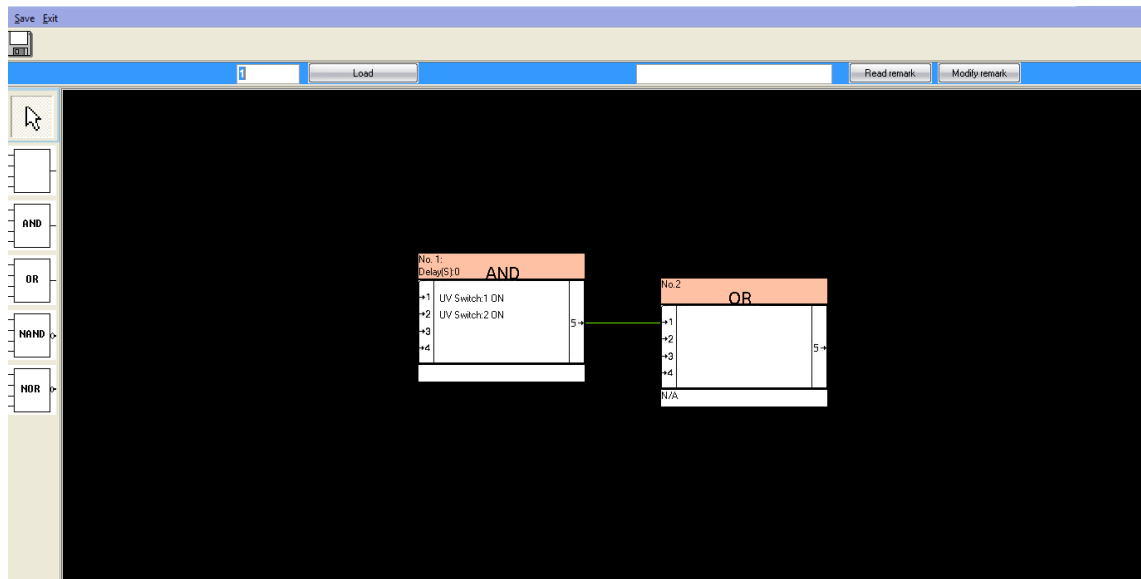 Save Exit
1 Load Read remark Modify remark
AND
OR
NAND
NOR
No. 1:
Delay(S):0 AND
1 UV Switch:1 ON
2 UV Switch:2 ON
3
4
5
No.2
OR
1
2
3
4
5
N/A